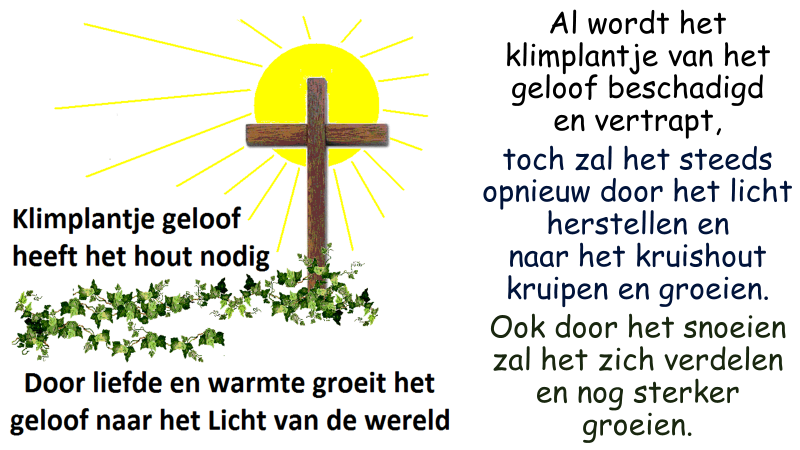 Klimplantje geloof
heeft het hout nodig
Door liefde en warmte groeit het
geloof naar het Licht van de wereld
Al wordt het
klimplantje van het
geloof beschadigd
en vertrapt,
toch zal het steeds
opnieuw door het licht
herstellen en
naar het kruishout
kruipen en groeien.
Ook door het snoeien
zal het zich verdelen
en nog sterker
groeien.